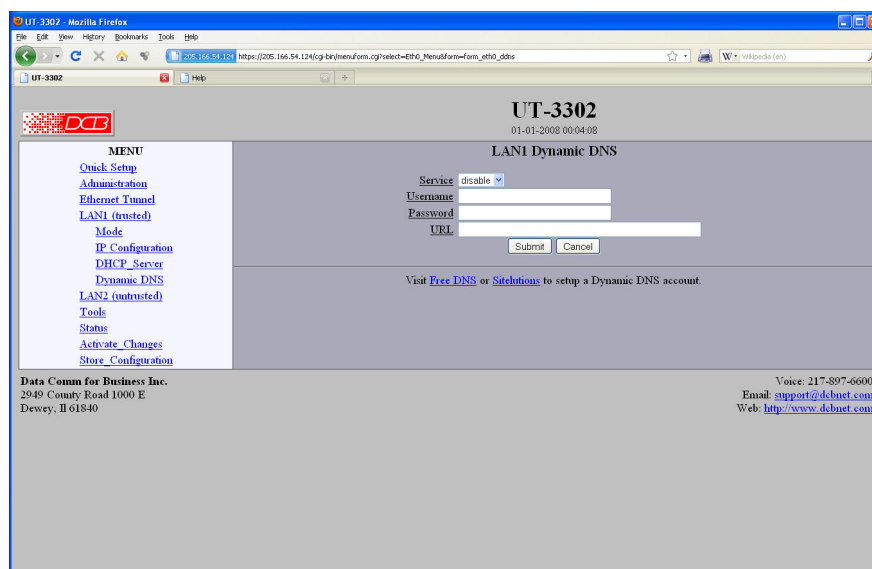 UT-3302 - Mozilla Firefox
File Edit View History Bookmarks Tools Help
205.166.54.124 https://205.166.54.124/cgi-bin/menuform.cgi?select=Eth0_Menu&form=form_eth0_ddns
W Wikipedia (en)
UT-3302 Help
DCB
UT-3302
01-01-2008 00:04:08
MENU
Quick Setup
Administration
Ethernet Tunnel
LAN1 (trusted)
Mode
IP Configuration
DHCP_Server
Dynamic DNS
LAN2 (untrusted)
Tools
Status
Activate_Changes
Store_Configuration
LAN1 Dynamic DNS
Service disable
Username
Password
URL
Submit Cancel
Visit Free DNS or Sitelutions to setup a Dynamic DNS account.
Data Comm for Business Inc.
2949 County Road 1000 E
Dewey, Il 61840
Voice: 217-897-6600
Email: support@dcbnet.com
Web: http://www.dcbnet.com